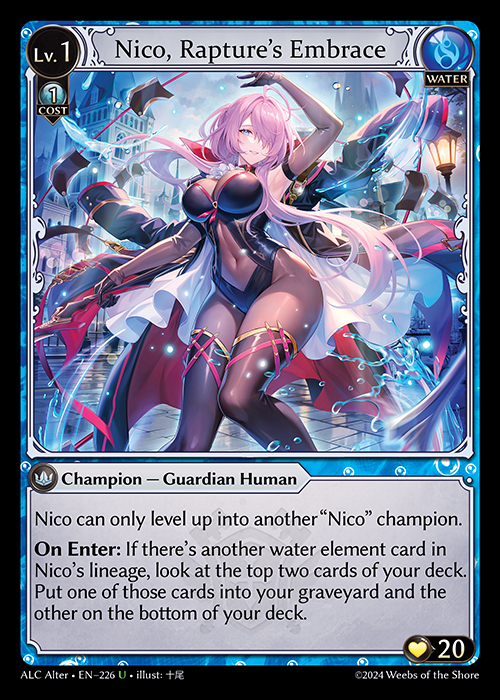 Lv. 1
Nico, Rapture's Embrace
WATER
1
COST
Champion — Guardian Human
Nico can only level up into another “Nico” champion.
On Enter: If there's another water element card in
Nico's lineage, look at the top two cards of your deck.
Put one of those cards into your graveyard and the
other on the bottom of your deck.
20
ALC Alter • EN–226 U • illust: 十尾
©2024 Weebs of the Shore